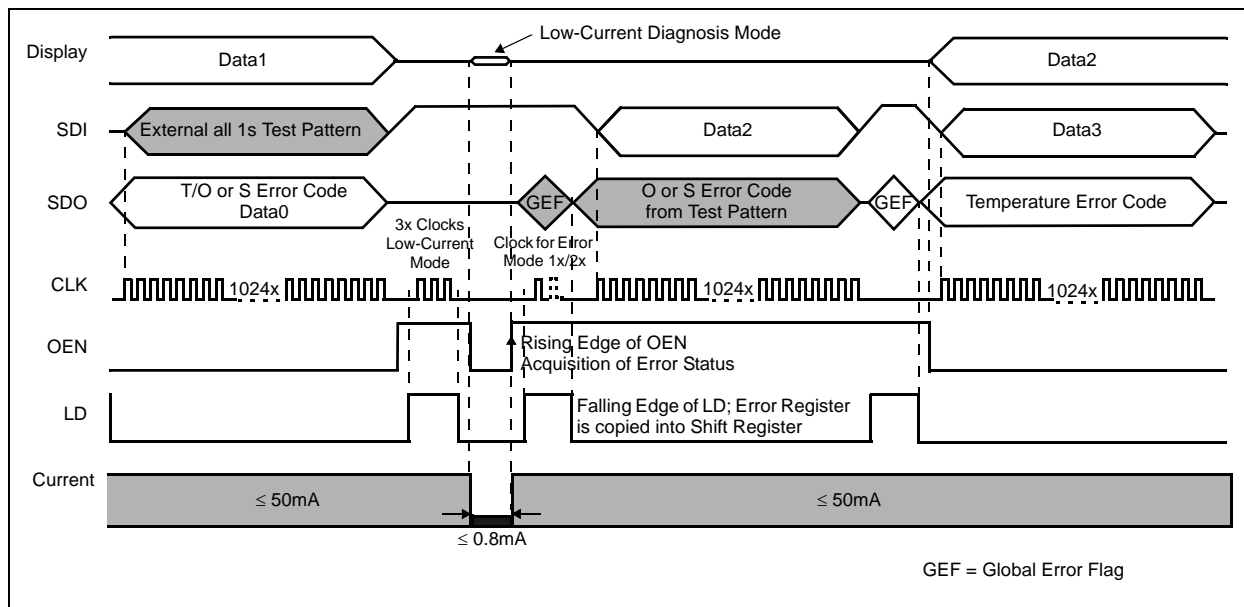 Low-Current Diagnosis Mode
Display
Data1
Data2
SDI
External all 1s Test Pattern
Data2
Data3
SDO
T/O or S Error Code
Data0
GEF
O or S Error Code
from Test Pattern
GEF
Temperature Error Code
3x Clocks
Low-Current
Mode
Clock for Error
Mode 1x/2x
CLK
1024x
1024x
1024x
OEN
Rising Edge of OEN
Acquisition of Error Status
LD
Falling Edge of LD; Error Register
is copied into Shift Register
Current
≤ 50mA
≤ 50mA
≤ 0.8mA
GEF = Global Error Flag